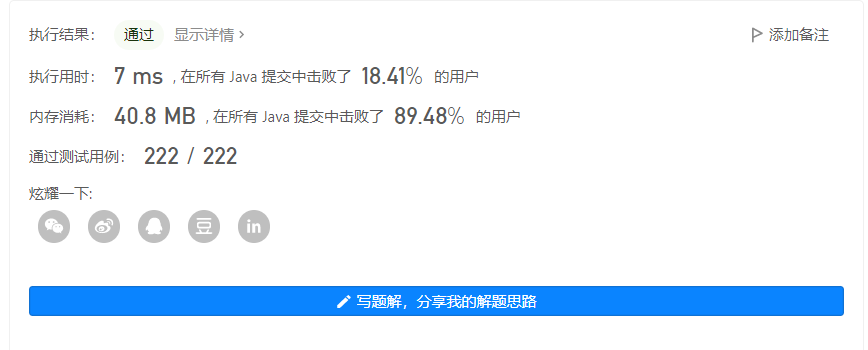 执行结果： 通过 显示详情 › 添加备注
执行用时： 7 ms , 在所有 Java 提交中击败了 18.41% 的用户
内存消耗： 40.8 MB , 在所有 Java 提交中击败了 89.48% 的用户
通过测试用例： 222 / 222
炫耀一下:
豆 in
写题解，分享我的解题思路